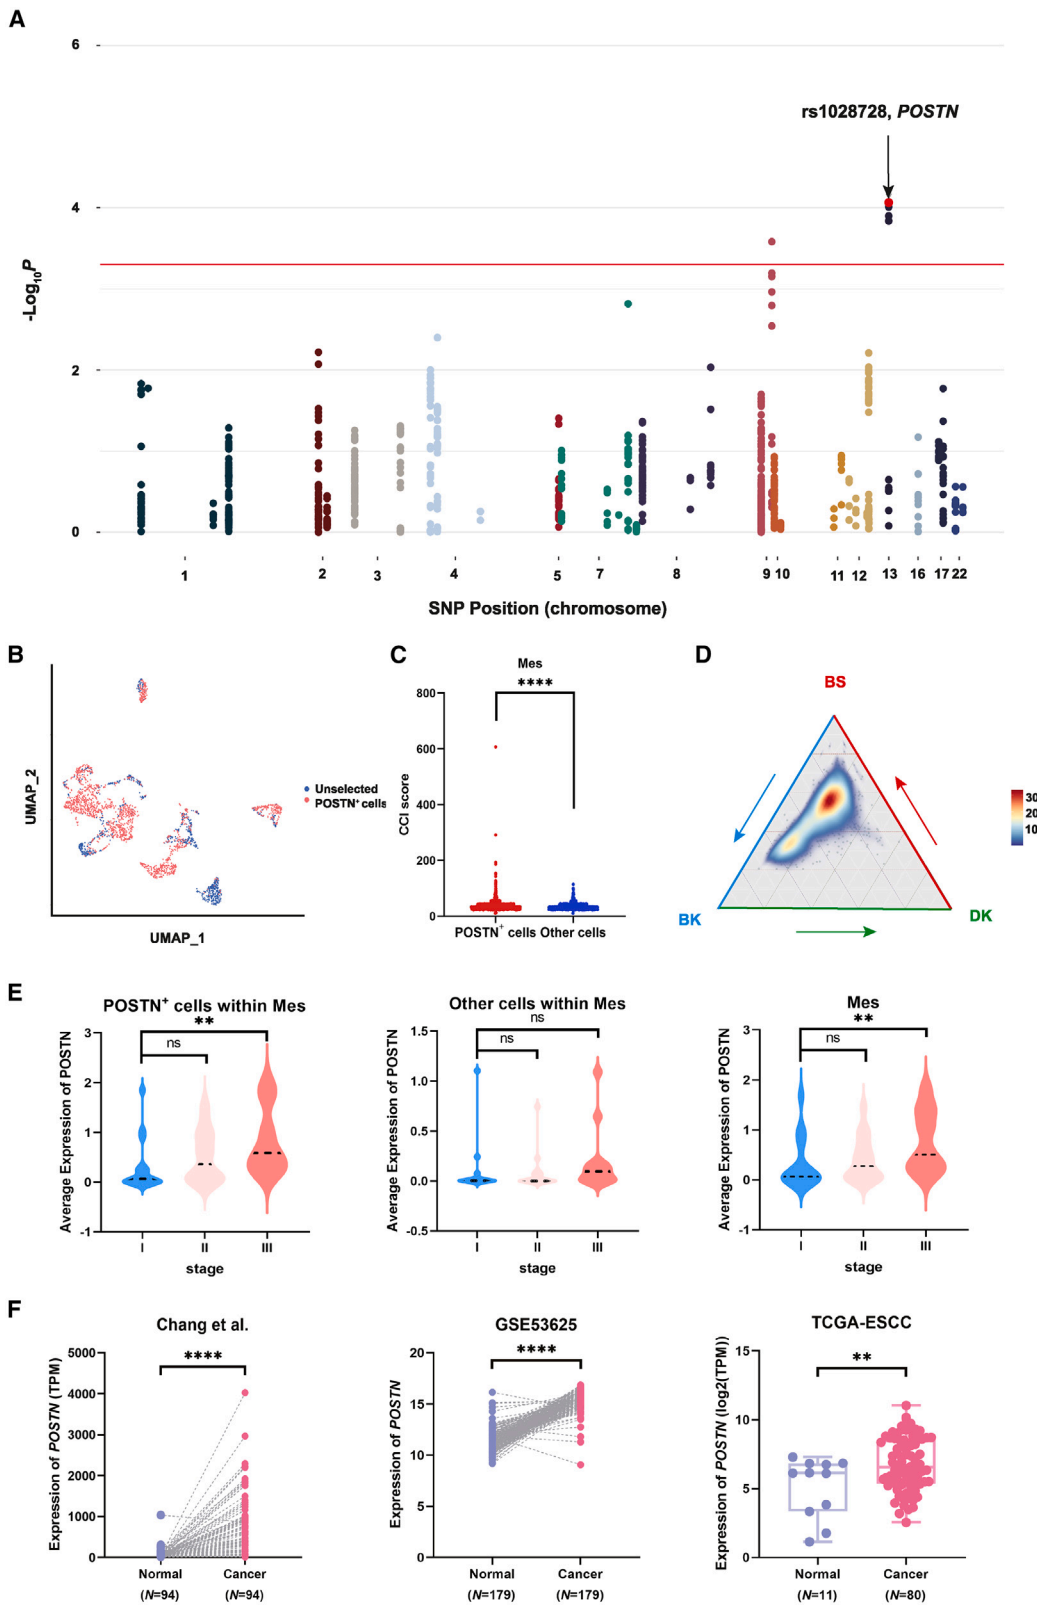 A
6
rs1028728, POSTN
4
-Log10P
2
0
1 2 3 4 5 7 8 9 10 11 12 13 16 17 22
SNP Position (chromosome)
B
UMAP_2
Unselected
POSTN+ cells
UMAP_1
C
Mes
****
800
600
400
200
0
CCI score
POSTN+ cells Other cells
D
BS
BK
DK
30
20
10
E
POSTN+ cells within Mes
**
ns
3
2
1
0
-1
Average Expression of POSTN
I II III
stage
Other cells within Mes
ns
ns
1.5
1.0
0.5
0.0
-0.5
Average Expression of POSTN
I II III
stage
Mes
**
ns
3
2
1
0
-1
Average Expression of POSTN
I II III
stage
F
Chang et al.
****
5000
4000
3000
2000
1000
0
Expression of POSTN (TPM)
Normal Cancer
(N=94) (N=94)
GSE53625
****
20
15
10
5
0
Expression of POSTN
Normal Cancer
(N=179) (N=179)
TCGA-ESCC
**
15
10
5
0
Expression of POSTN (log2(TPM))
Normal Cancer
(N=11) (N=80)